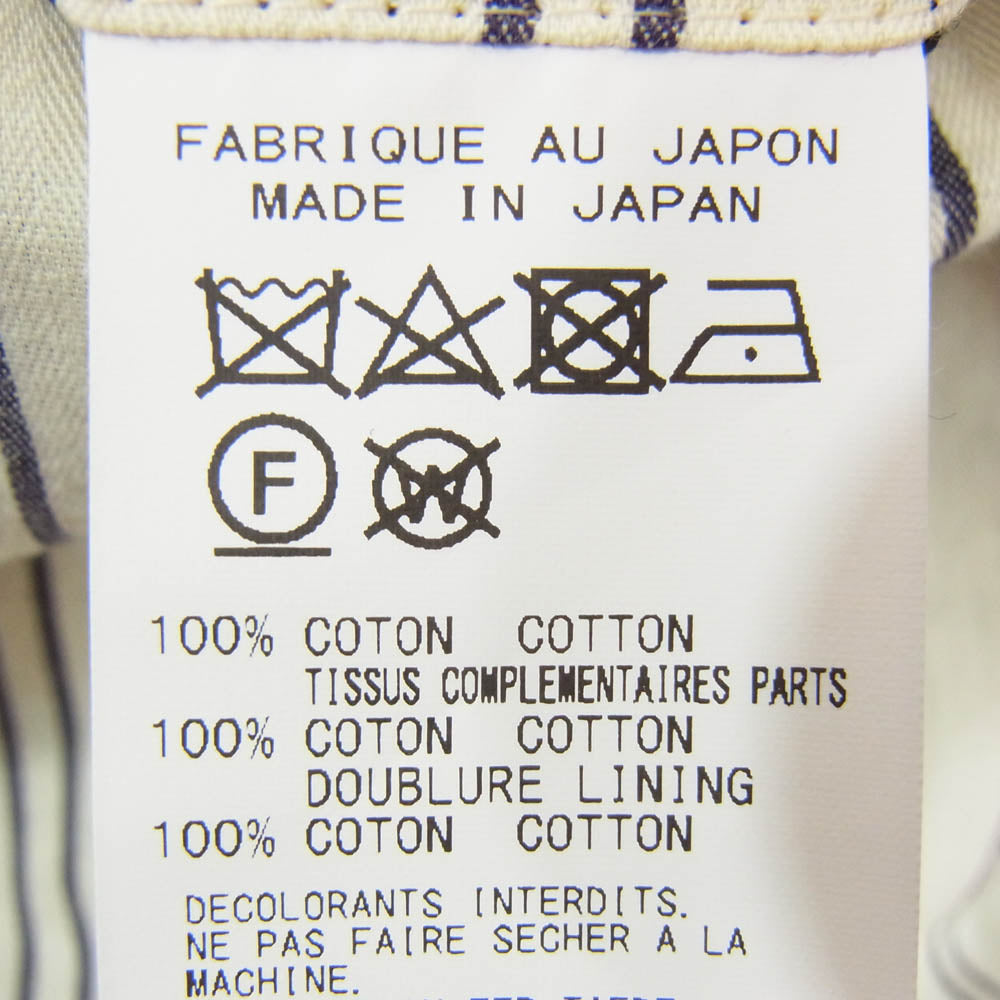 FABRIQUE AU JAPON
MADE IN JAPAN
F
100% COTON COTTON
TISSUS COMPLEMENTAIRES PARTS
100% COTON COTTON
DOUBLURE LINING
100% COTON COTTON
DECOLORANTS INTERDITS.
NE PAS FAIRE SECHER A LA
MACHINE.